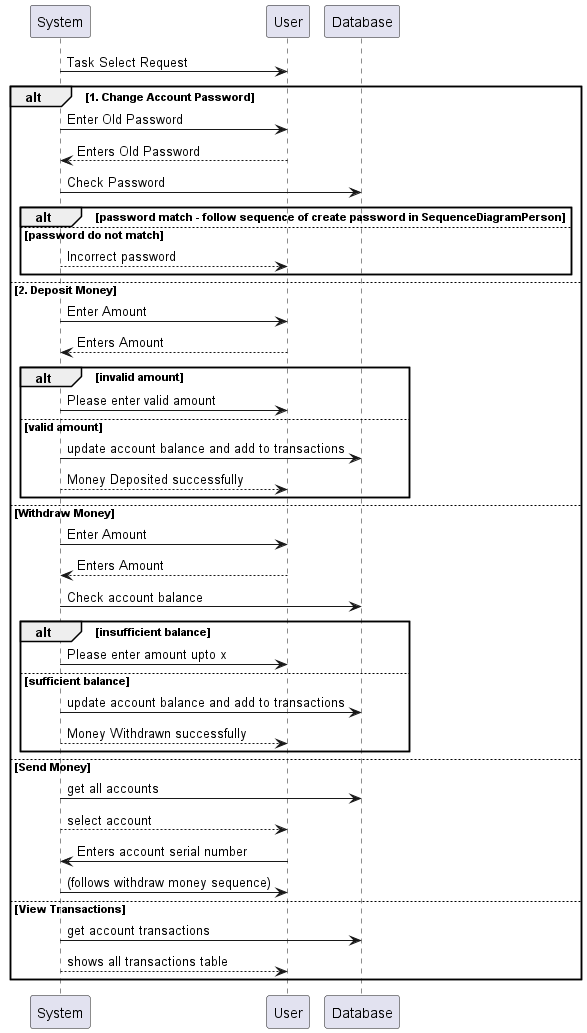 System User Database
Task Select Request
alt [1. Change Account Password]
Enter Old Password
Enters Old Password
Check Password
alt [password match - follow sequence of create password in SequenceDiagramPerson]
[password do not match]
Incorrect password
[2. Deposit Money]
Enter Amount
Enters Amount
alt [invalid amount]
Please enter valid amount
[valid amount]
update account balance and add to transactions
Money Deposited successfully
[Withdraw Money]
Enter Amount
Enters Amount
Check account balance
alt [insufficient balance]
Please enter amount upto x
[sufficient balance]
update account balance and add to transactions
Money Withdrawn successfully
[Send Money]
get all accounts
select account
Enters account serial number
(follows withdraw money sequence)
[View Transactions]
get account transactions
shows all transactions table
System User Database